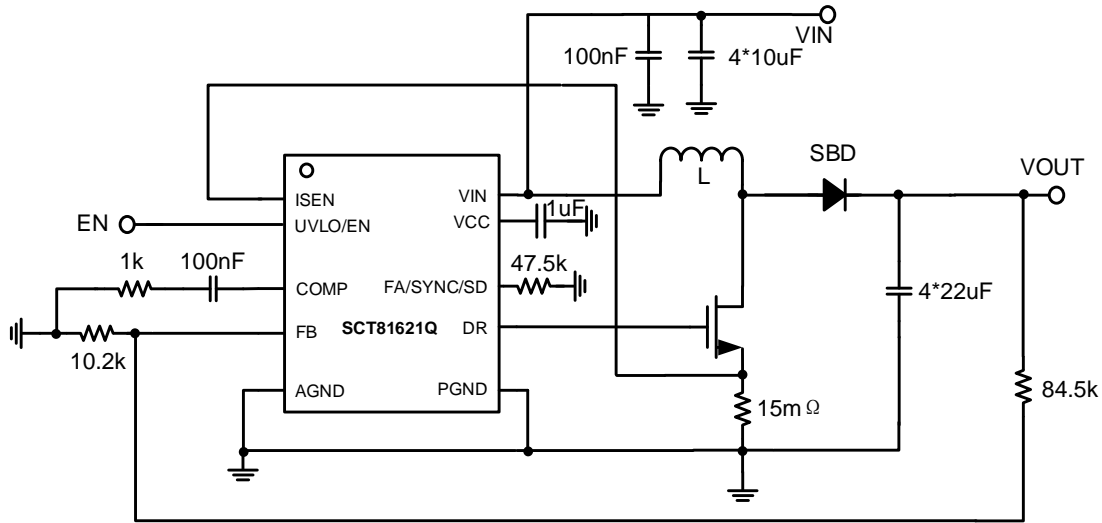 VIN
100nF
4*10uF
SBD
VOUT
L
ISEN
VIN
1uF
EN
UVLO/EN
VCC
1k
100nF
47.5k
COMP
FA/SYNC/SD
4*22uF
FB
SCT81621Q
DR
10.2k
AGND
PGND
15mΩ
84.5k